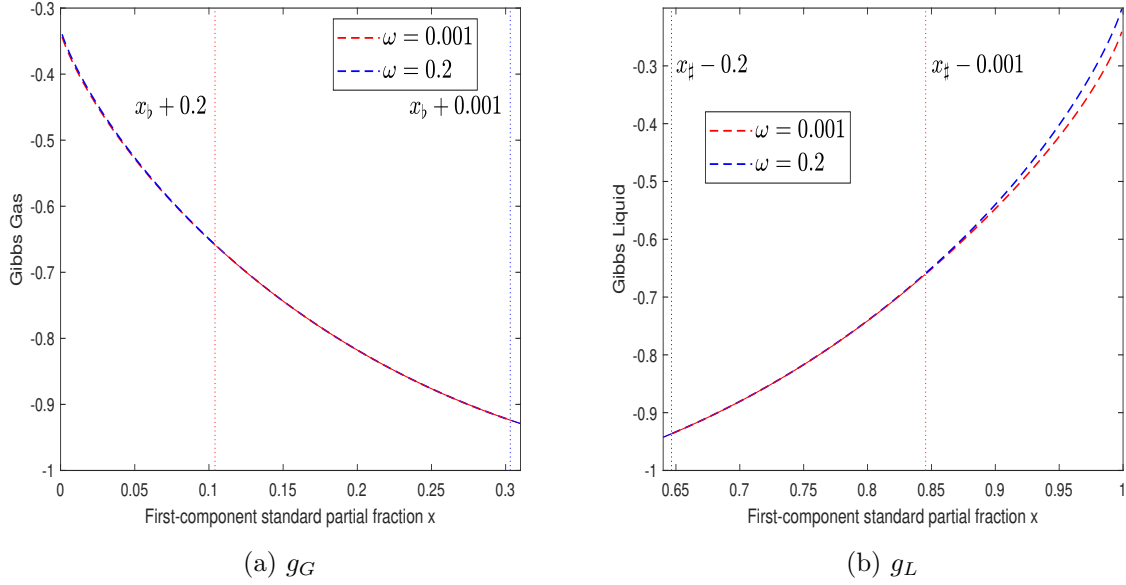 -0.3
-0.4
-0.5
-0.6
-0.7
-0.8
-0.9
-1
Gibbs Gas
ω = 0.001
ω = 0.2
x♭ + 0.2
x♭ + 0.001
0 0.05 0.1 0.15 0.2 0.25 0.3
First-component standard partial fraction x
(a) g_G
-0.3
-0.4
-0.5
-0.6
-0.7
-0.8
-0.9
-1
Gibbs Liquid
x♯ − 0.2
x♯ − 0.001
ω = 0.001
ω = 0.2
0.65 0.7 0.75 0.8 0.85 0.9 0.95 1
First-component standard partial fraction x
(b) g_L